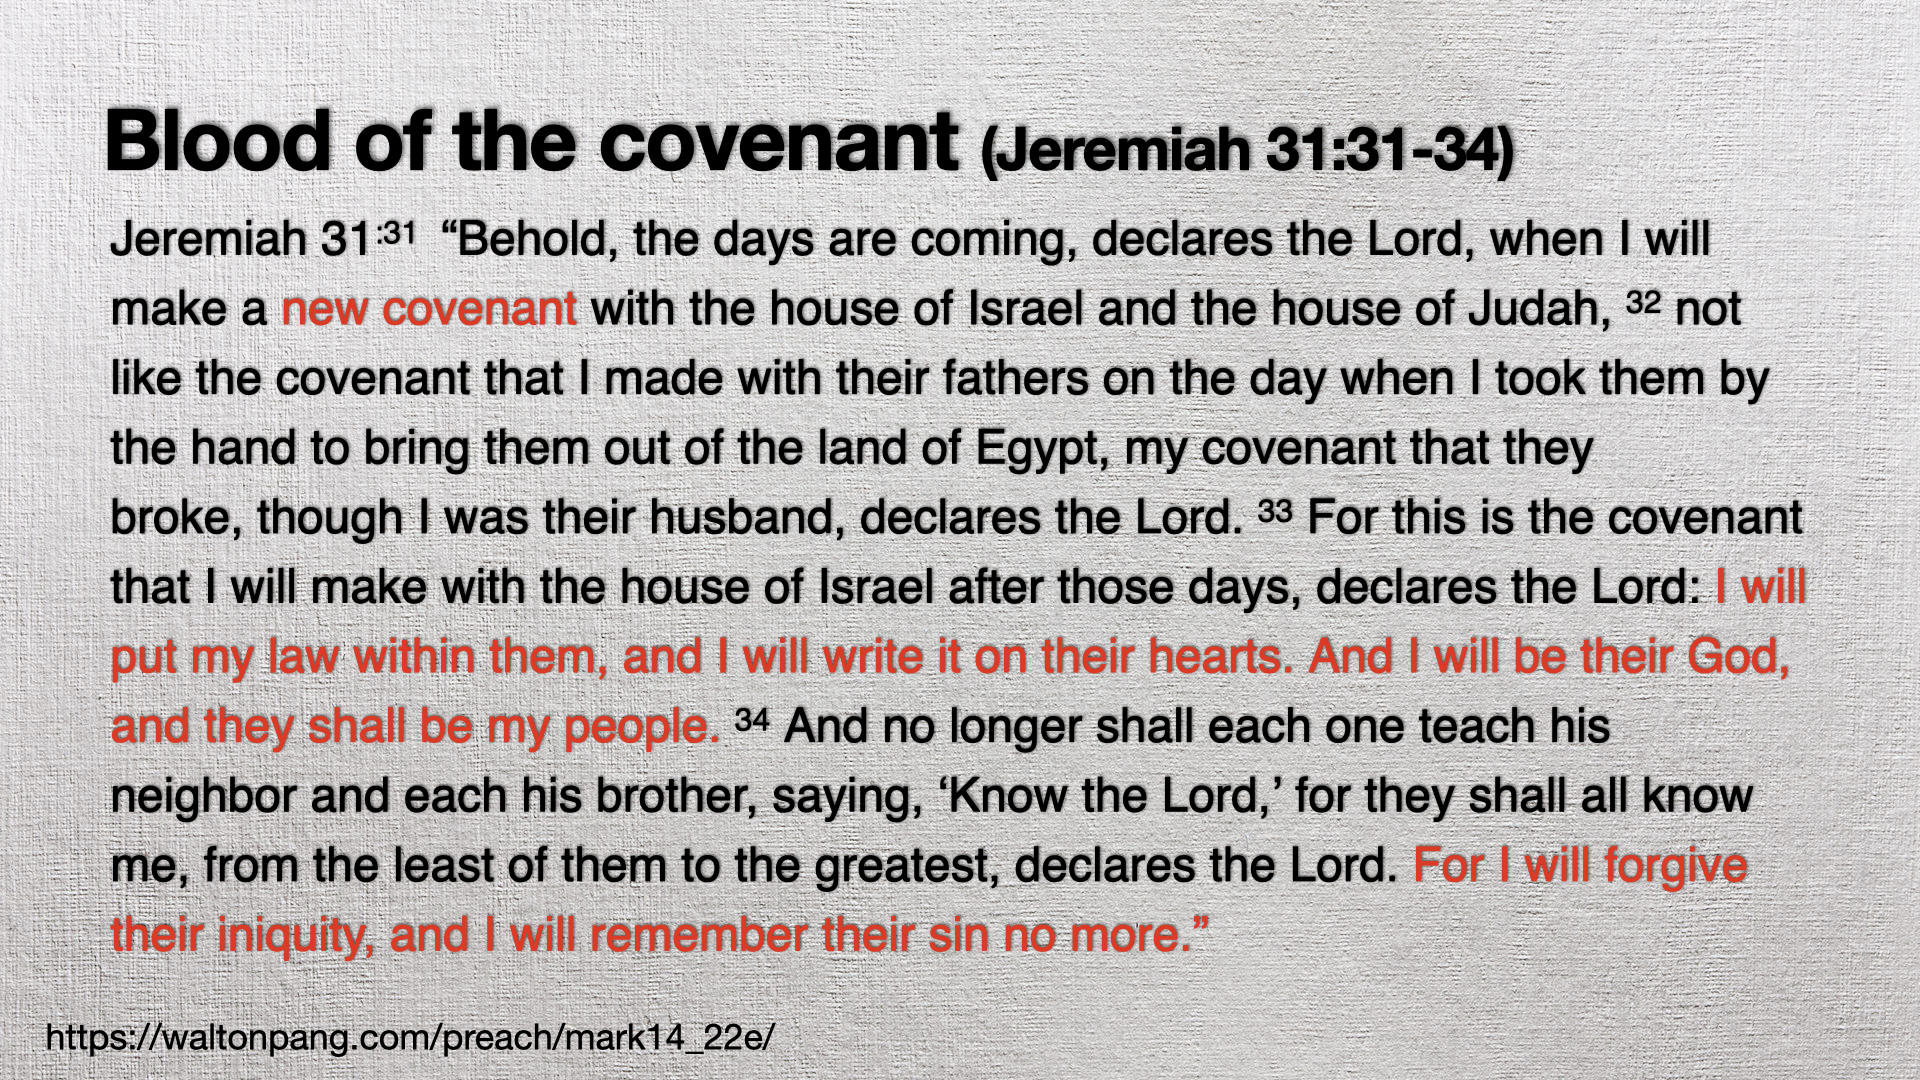 Blood of the covenant (Jeremiah 31:31-34)
Jeremiah 31:31 “Behold, the days are coming, declares the Lord, when I will
make a new covenant with the house of Israel and the house of Judah, 32 not
like the covenant that I made with their fathers on the day when I took them by
the hand to bring them out of the land of Egypt, my covenant that they
broke, though I was their husband, declares the Lord. 33 For this is the covenant
that I will make with the house of Israel after those days, declares the Lord: I will
put my law within them, and I will write it on their hearts. And I will be their God,
and they shall be my people. 34 And no longer shall each one teach his
neighbor and each his brother, saying, ‘Know the Lord,’ for they shall all know
me, from the least of them to the greatest, declares the Lord. For I will forgive
their iniquity, and I will remember their sin no more.”
https://waltonpang.com/preach/mark14_22e/